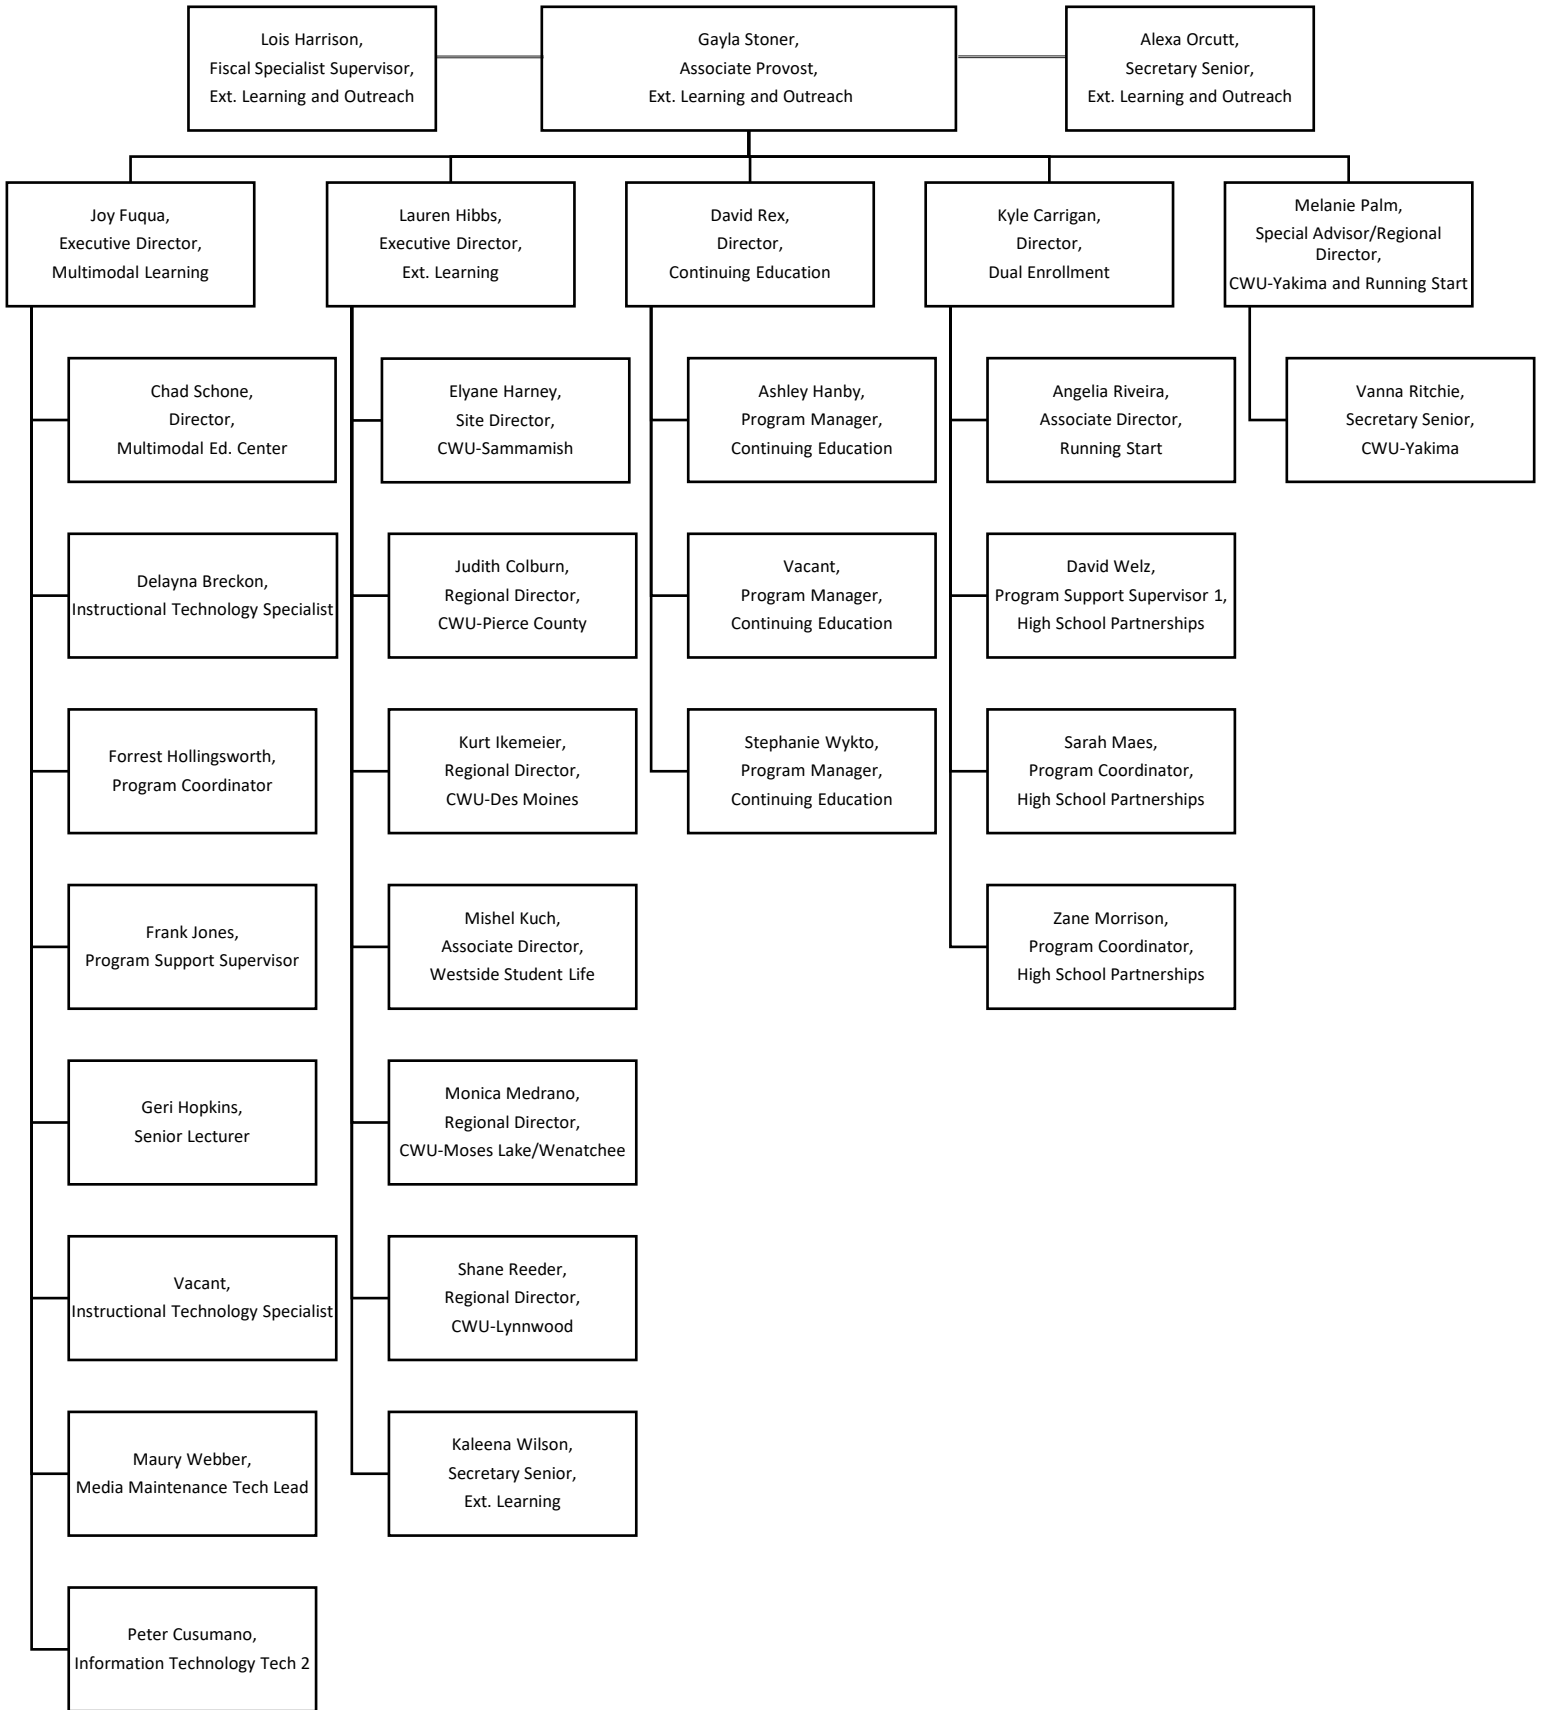 Lois Harrison,
Fiscal Specialist Supervisor,
Ext. Learning and Outreach
Gayla Stoner,
Associate Provost,
Ext. Learning and Outreach
Alexa Orcutt,
Secretary Senior,
Ext. Learning and Outreach
Joy Fuqua,
Executive Director,
Multimodal Learning
Lauren Hibbs,
Executive Director,
Ext. Learning
David Rex,
Director,
Continuing Education
Kyle Carrigan,
Director,
Dual Enrollment
Melanie Palm,
Special Advisor/Regional
Director,
CWU-Yakima and Running Start
Chad Schone,
Director,
Multimodal Ed. Center
Delayna Breckon,
Instructional Technology Specialist
Forrest Hollingsworth,
Program Coordinator
Frank Jones,
Program Support Supervisor
Geri Hopkins,
Senior Lecturer
Vacant,
Instructional Technology Specialist
Maury Webber,
Media Maintenance Tech Lead
Peter Cusumano,
Information Technology Tech 2
Elyane Harney,
Site Director,
CWU-Sammamish
Judith Colburn,
Regional Director,
CWU-Pierce County
Kurt Ikemeier,
Regional Director,
CWU-Des Moines
Mishel Kuch,
Associate Director,
Westside Student Life
Monica Medrano,
Regional Director,
CWU-Moses Lake/Wenatchee
Shane Reeder,
Regional Director,
CWU-Lynnwood
Kaleena Wilson,
Secretary Senior,
Ext. Learning
Ashley Hanby,
Program Manager,
Continuing Education
Vacant,
Program Manager,
Continuing Education
Stephanie Wykto,
Program Manager,
Continuing Education
Angelia Riveira,
Associate Director,
Running Start
David Welz,
Program Support Supervisor 1,
High School Partnerships
Sarah Maes,
Program Coordinator,
High School Partnerships
Zane Morrison,
Program Coordinator,
High School Partnerships
Vanna Ritchie,
Secretary Senior,
CWU-Yakima